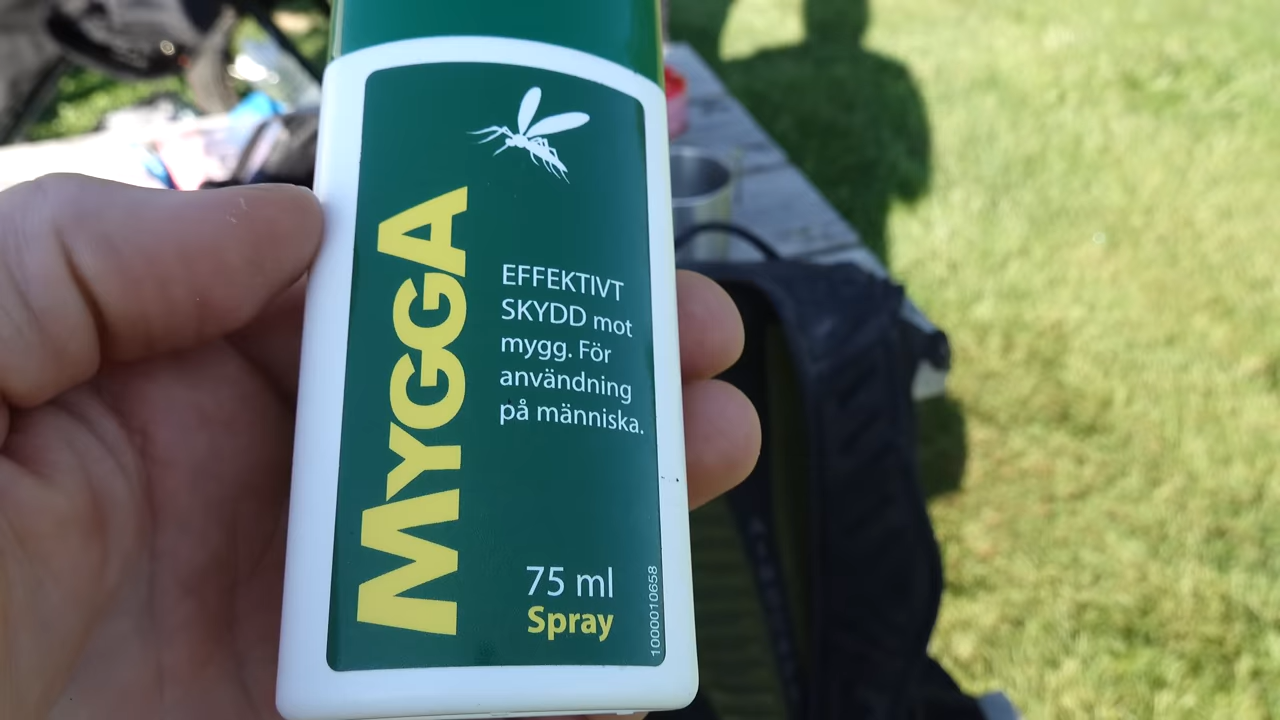 MYGGA
EFFEKTIVT
SKYDD mot
mygg. För
användning
på människa.
75 ml
Spray
1000010658